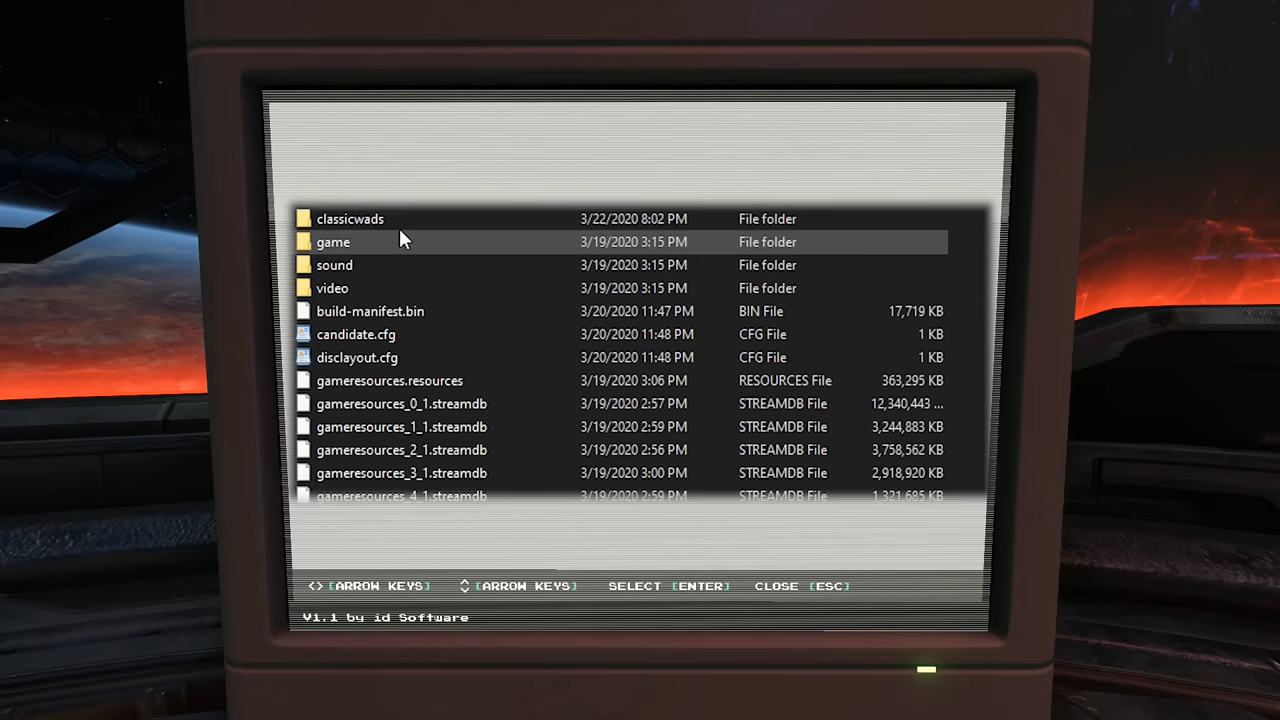 classicwads 3/22/2020 8:02 PM File folder
game 3/19/2020 3:15 PM File folder
sound 3/19/2020 3:15 PM File folder
video 3/19/2020 3:15 PM File folder
build-manifest.bin 3/20/2020 11:47 PM BIN File 17,719 KB
candidate.cfg 3/20/2020 11:48 PM CFG File 1 KB
disclayout.cfg 3/20/2020 11:48 PM CFG File 1 KB
gameresources.resources 3/19/2020 3:06 PM RESOURCES File 363,295 KB
gameresources_0_1.streamdb 3/19/2020 2:57 PM STREAMDB File 12,340,443 ...
gameresources_1_1.streamdb 3/19/2020 2:59 PM STREAMDB File 3,244,883 KB
gameresources_2_1.streamdb 3/19/2020 2:56 PM STREAMDB File 3,758,562 KB
gameresources_3_1.streamdb 3/19/2020 3:00 PM STREAMDB File 2,918,920 KB
gameresources_4_1.streamdb 3/19/2020 2:59 PM STREAMDB File 1,321,685 KB
<> [ARROW KEYS] [ARROW KEYS] SELECT [ENTER] CLOSE [ESC]
V1.1 by id Software